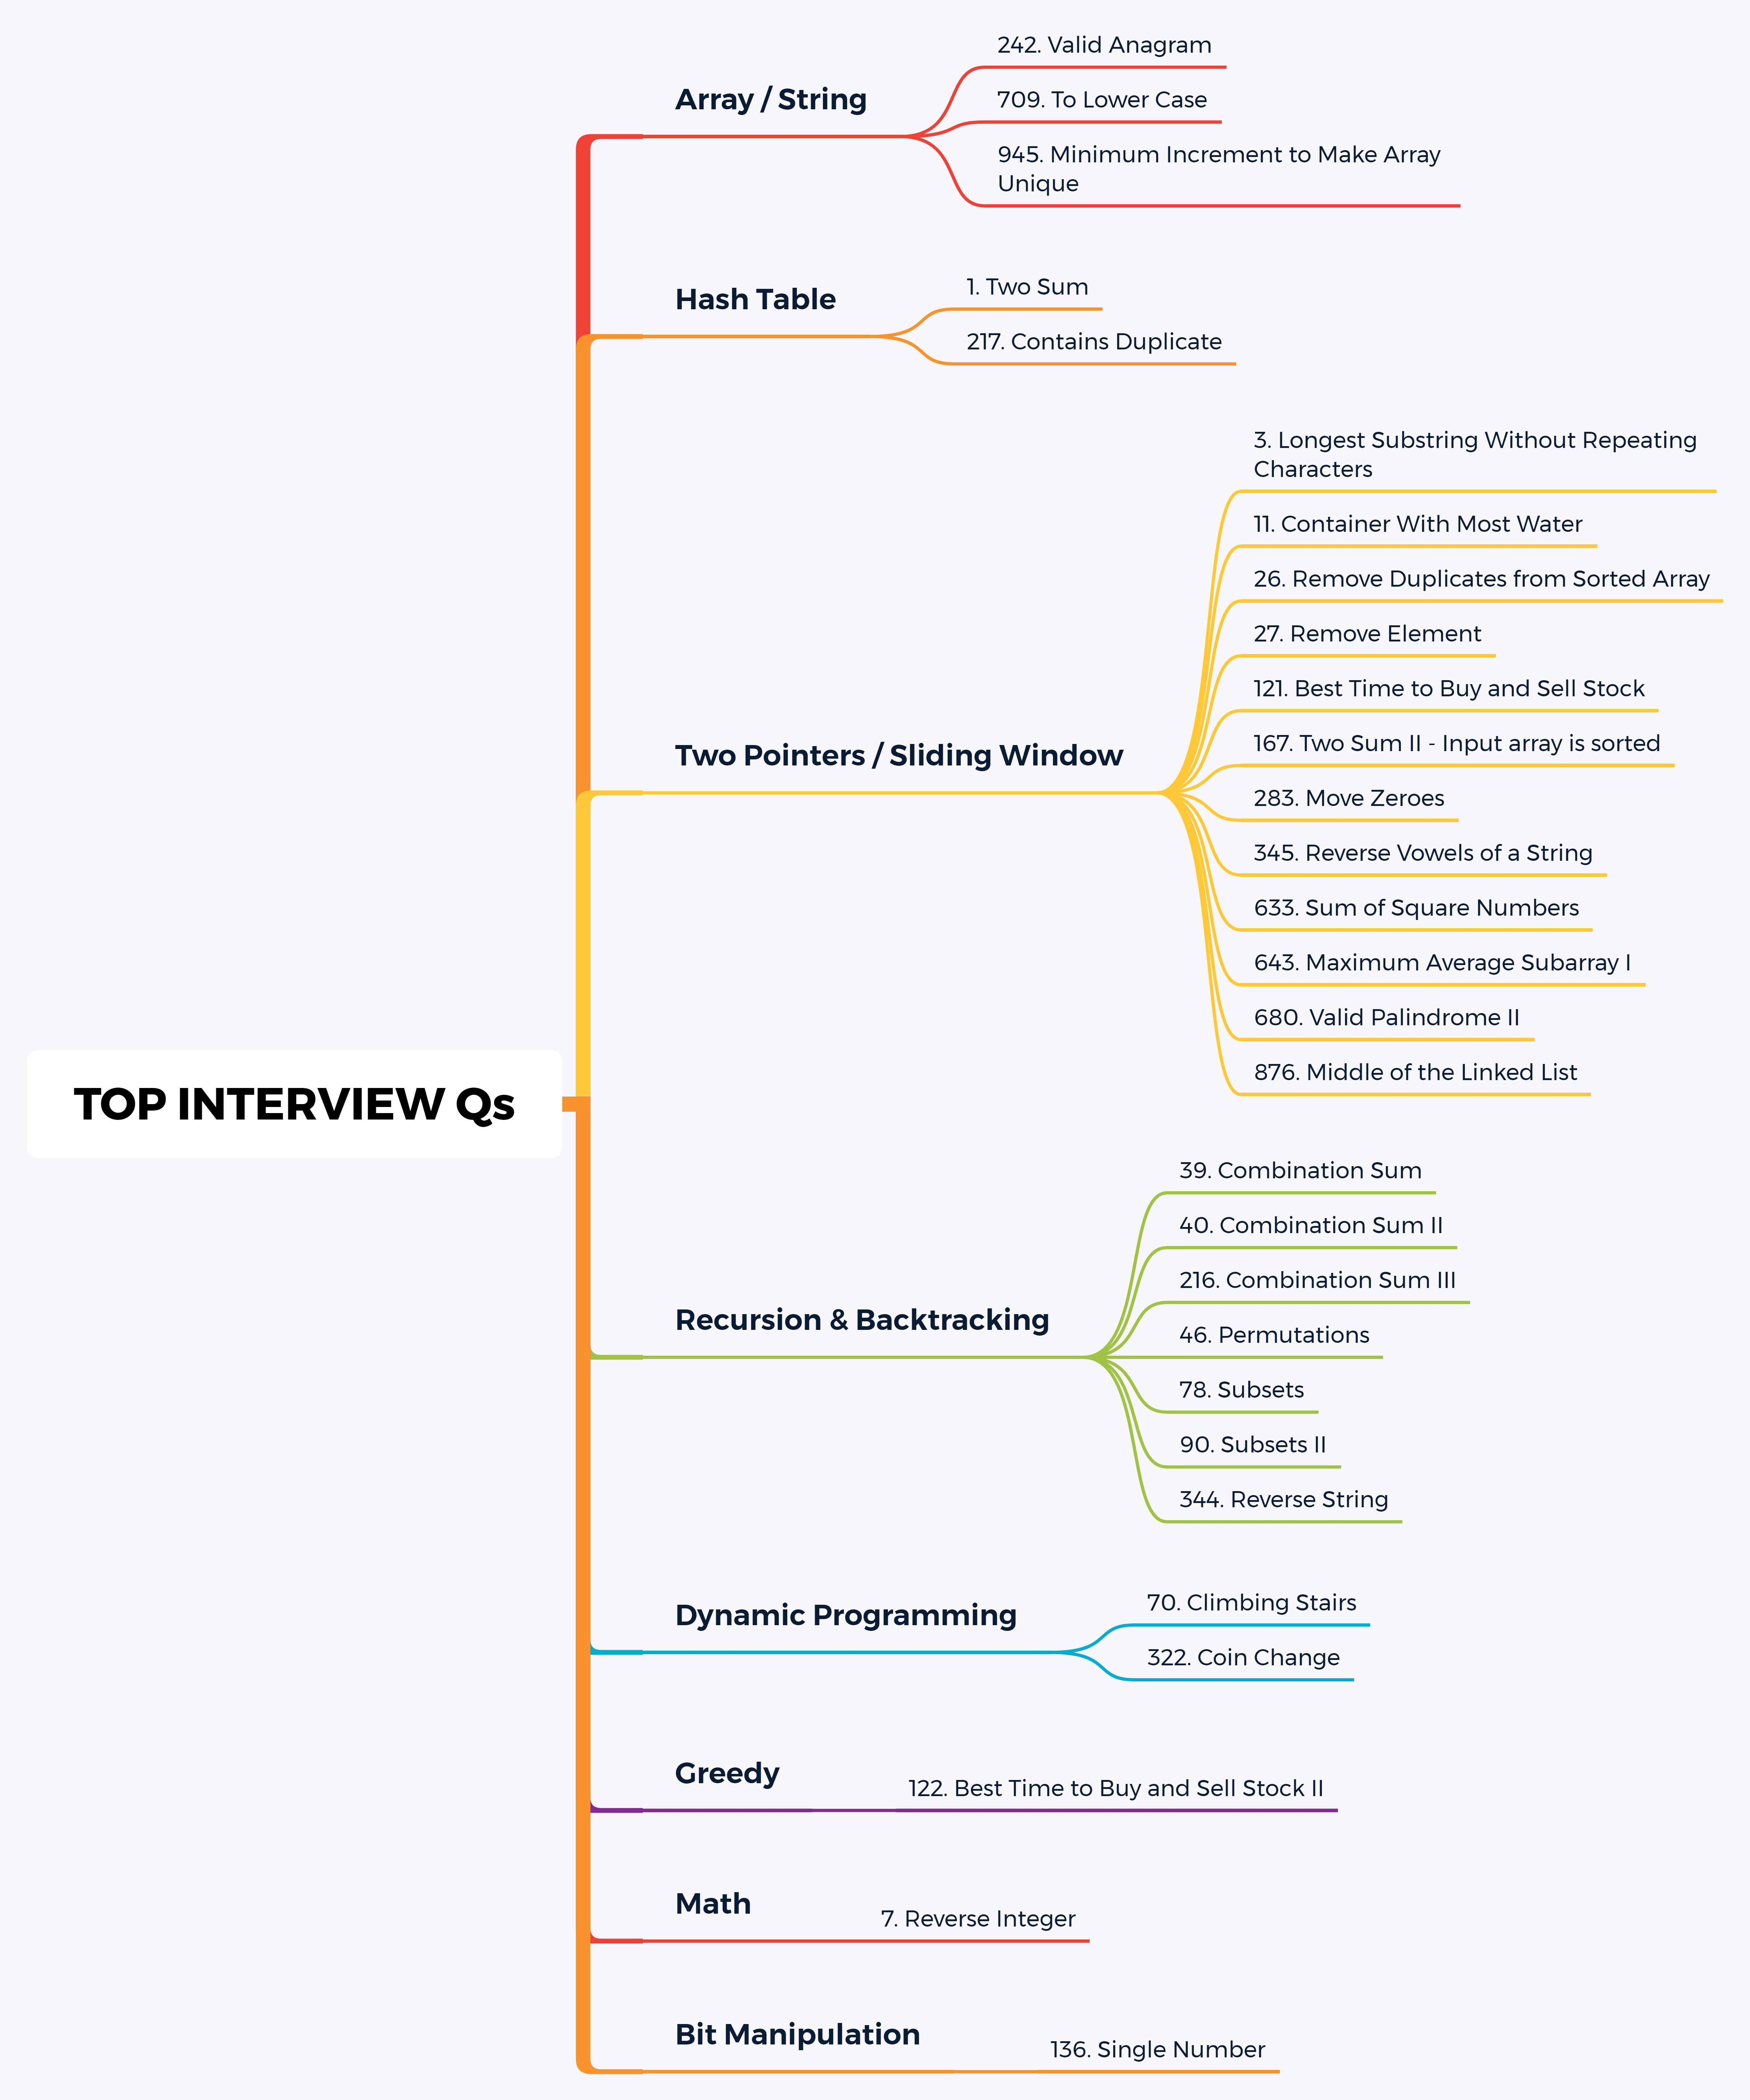 242. Valid Anagram
Array / String
709. To Lower Case
945. Minimum Increment to Make Array
Unique
1. Two Sum
Hash Table
217. Contains Duplicate
3. Longest Substring Without Repeating
Characters
11. Container With Most Water
26. Remove Duplicates from Sorted Array
27. Remove Element
121. Best Time to Buy and Sell Stock
167. Two Sum II - Input array is sorted
Two Pointers / Sliding Window
283. Move Zeroes
345. Reverse Vowels of a String
633. Sum of Square Numbers
643. Maximum Average Subarray I
680. Valid Palindrome II
876. Middle of the Linked List
TOP INTERVIEW Qs
39. Combination Sum
40. Combination Sum II
216. Combination Sum III
Recursion & Backtracking
46. Permutations
78. Subsets
90. Subsets II
344. Reverse String
70. Climbing Stairs
Dynamic Programming
322. Coin Change
Greedy
122. Best Time to Buy and Sell Stock II
Math
7. Reverse Integer
Bit Manipulation
136. Single Number